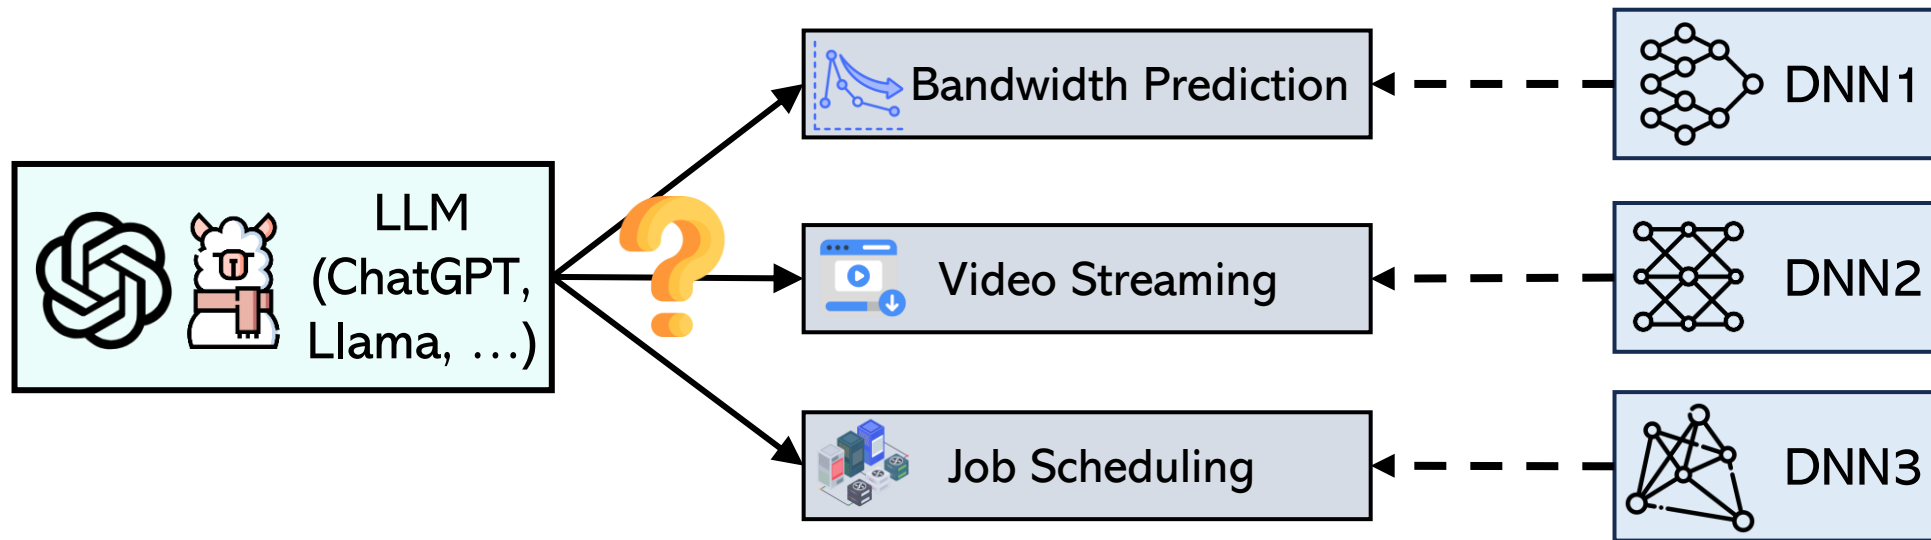 LLM
(ChatGPT,
Llama, ...)
Bandwidth Prediction
Video Streaming
Job Scheduling
DNN1
DNN2
DNN3